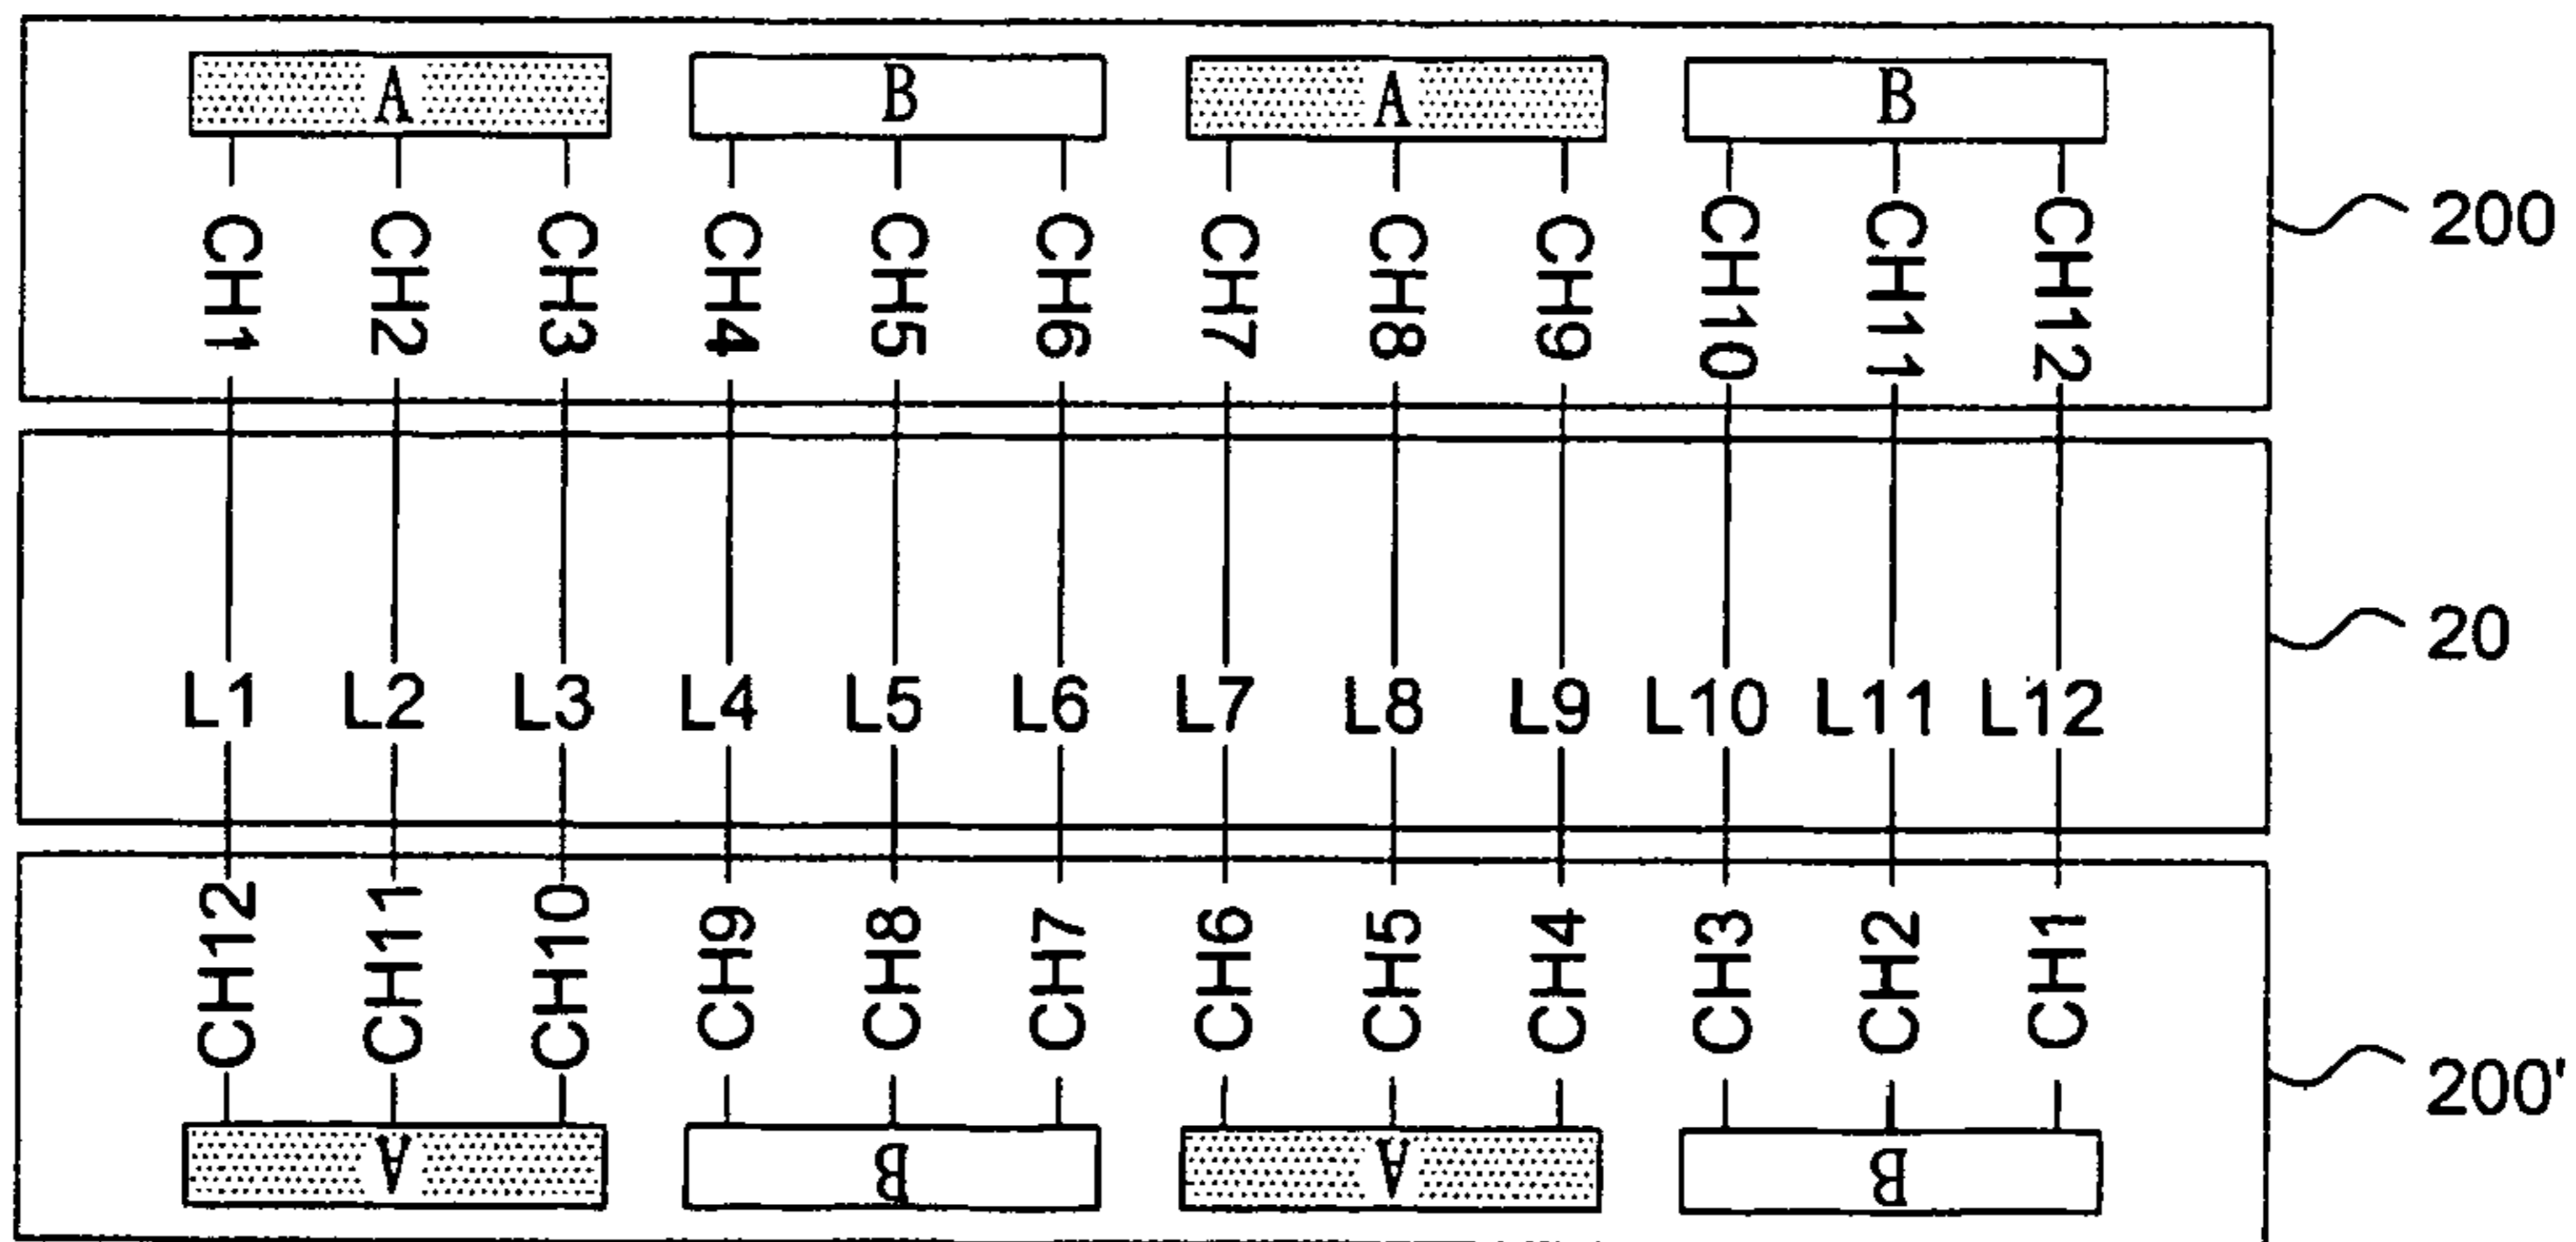 A B A B
CH1 CH2 CH3 CH4 CH5 CH6 CH7 CH8 CH9 CH10 CH11 CH12
200
L1 L2 L3 L4 L5 L6 L7 L8 L9 L10 L11 L12
20
CH12 CH11 CH10 CH9 CH8 CH7 CH6 CH5 CH4 CH3 CH2 CH1
200'
A B A B